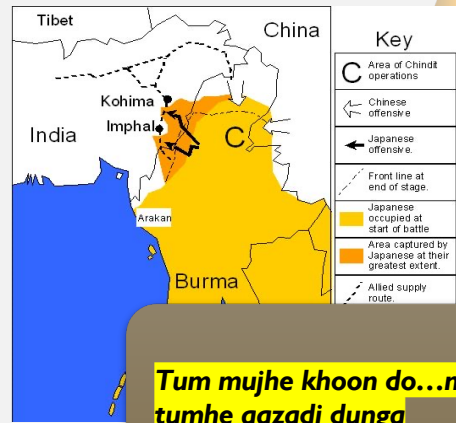 Tibet
China
Kohima
Imphal
India
C
Arakan
Burma
Key
C
Area of Chindit
operations
Chinese
offensive
Japanese
offensive.
Front line at
end of stage.
Japanese
occupied at
start of battle
Area captured by
Japanese at their
greatest extent.
Allied supply
route.
Tum mujhe khoon do...
tumhe aazadi dunga